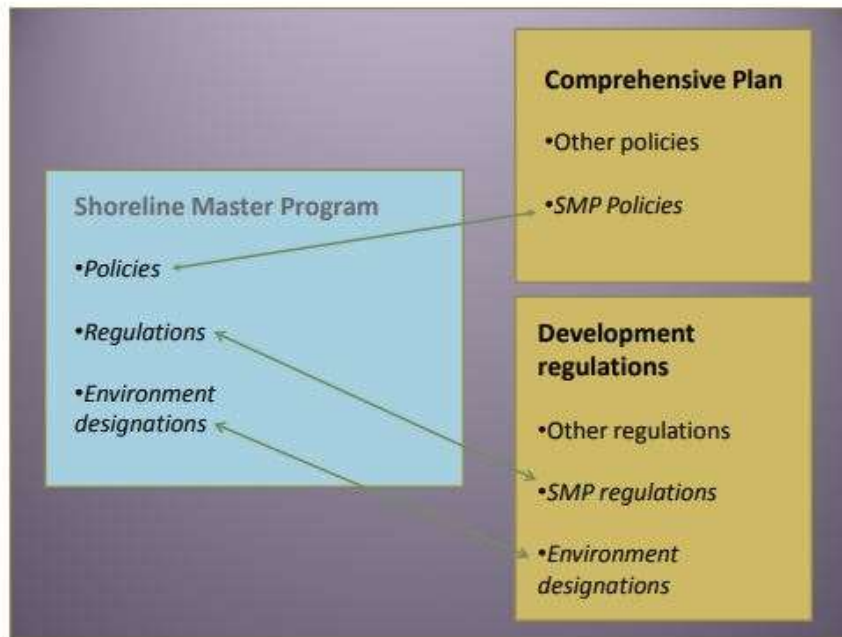 Shoreline Master Program
•Policies
•Regulations
•Environment
designations
Comprehensive Plan
•Other policies
•SMP Policies
Development
regulations
•Other regulations
•SMP regulations
•Environment
designations